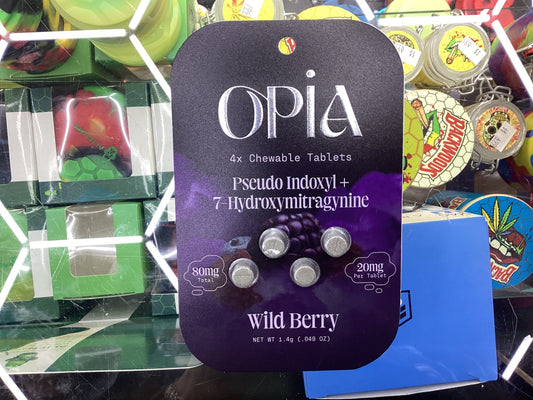 OPiA
4x Chewable Tablets
Pseudo Indoxyl +
7-Hydroxymitragynine
80mg
Total
20mg
Per Tablet
Wild Berry
NET WT 1.4g (.049 OZ)
BACKWOODS